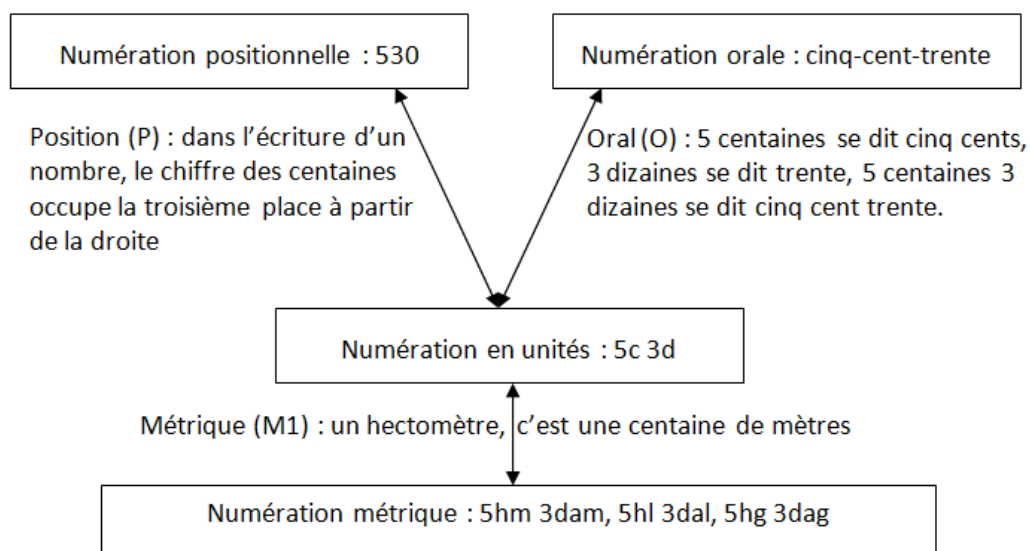 Numération positionnelle : 530
Numération orale : cinq-cent-trente
Position (P) : dans l'écriture d'un
nombre, le chiffre des centaines
occupe la troisième place à partir
de la droite
Oral (O) : 5 centaines se dit cinq cents,
3 dizaines se dit trente, 5 centaines 3
dizaines se dit cinq cent trente.
Numération en unités : 5c 3d
Métrique (M1) : un hectomètre, c'est une centaine de mètres
Numération métrique : 5hm 3dam, 5hl 3dal, 5hg 3dag